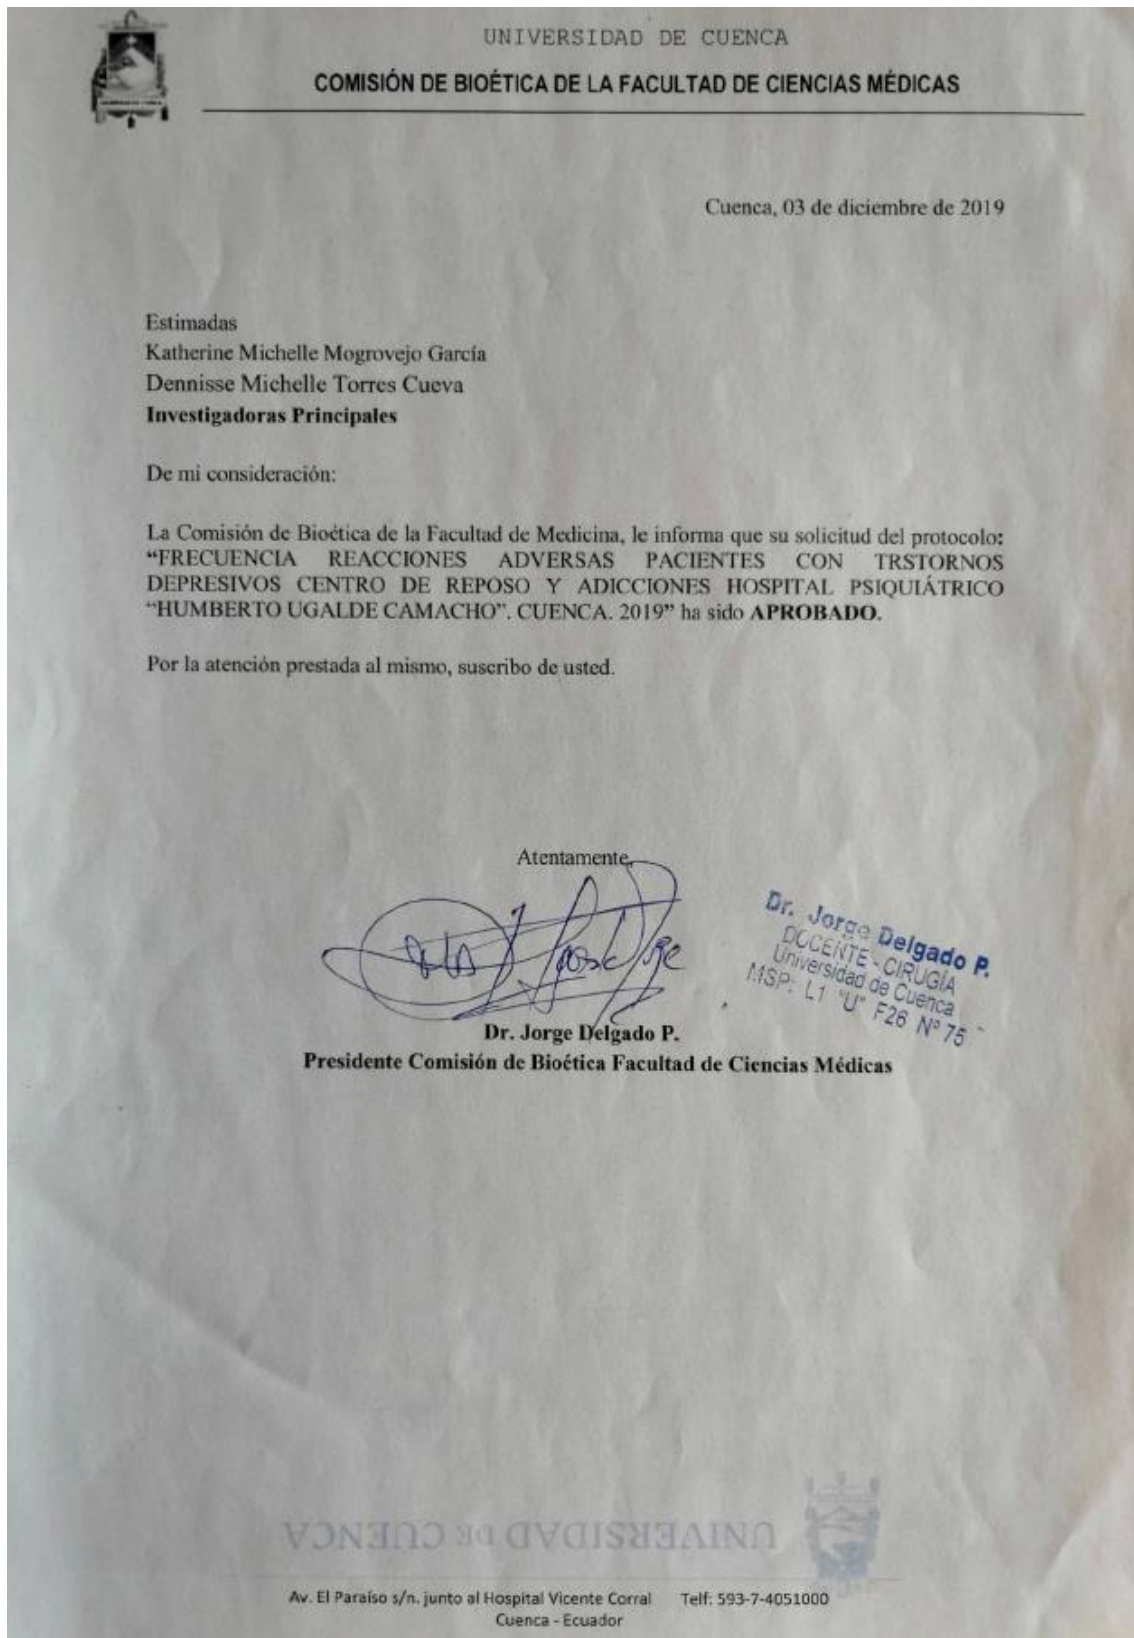 UNIVERSIDAD DE CUENCA
COMISIÓN DE BIOÉTICA DE LA FACULTAD DE CIENCIAS MÉDICAS
Cuenca, 03 de diciembre de 2019
Estimadas
Katherine Michelle Mogrovejo García
Dennisse Michelle Torres Cueva
Investigadoras Principales
De mi consideración:
La Comisión de Bioética de la Facultad de Medicina, le informa que su solicitud del protocolo:
“FRECUENCIA REACCIONES ADVERSAS PACIENTES CON TRSTORNOS
DEPRESIVOS CENTRO DE REPOSO Y ADICCIONES HOSPITAL PSIQUIÁTRICO
“HUMBERTO UGALDE CAMACHO”. CUENCA. 2019” ha sido APROBADO.
Por la atención prestada al mismo, suscribo de usted.
Atentamente,
Dr. Jorge Delgado P.
DOCENTE - CIRUGÍA
Universidad de Cuenca
MSP: L1 "U" F26 Nº 75
Dr. Jorge Delgado P.
Presidente Comisión de Bioética Facultad de Ciencias Médicas
UNIVERSIDAD DE CUENCA
Av. El Paraíso s/n. junto al Hospital Vicente Corral Telf: 593-7-4051000
Cuenca - Ecuador